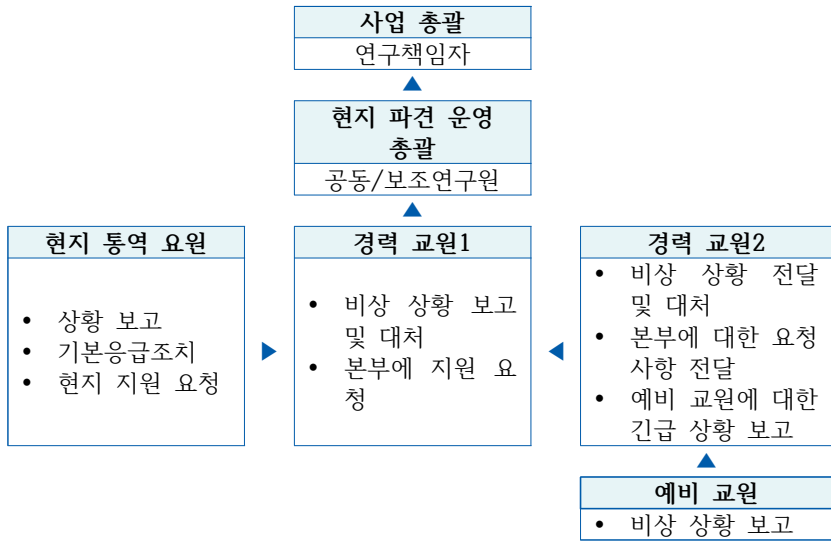 사업 총괄
연구책임자
현지 파견 운영
총괄
공동/보조연구원
현지 통역 요원
• 상황 보고
• 기본응급조치
• 현지 지원 요청
경력 교원1
• 비상 상황 보고
및 대처
• 본부에 지원 요
청
경력 교원2
• 비상 상황 전달
및 대처
• 본부에 대한 요청
사항 전달
• 예비 교원에 대한
긴급 상황 보고
예비 교원
• 비상 상황 보고